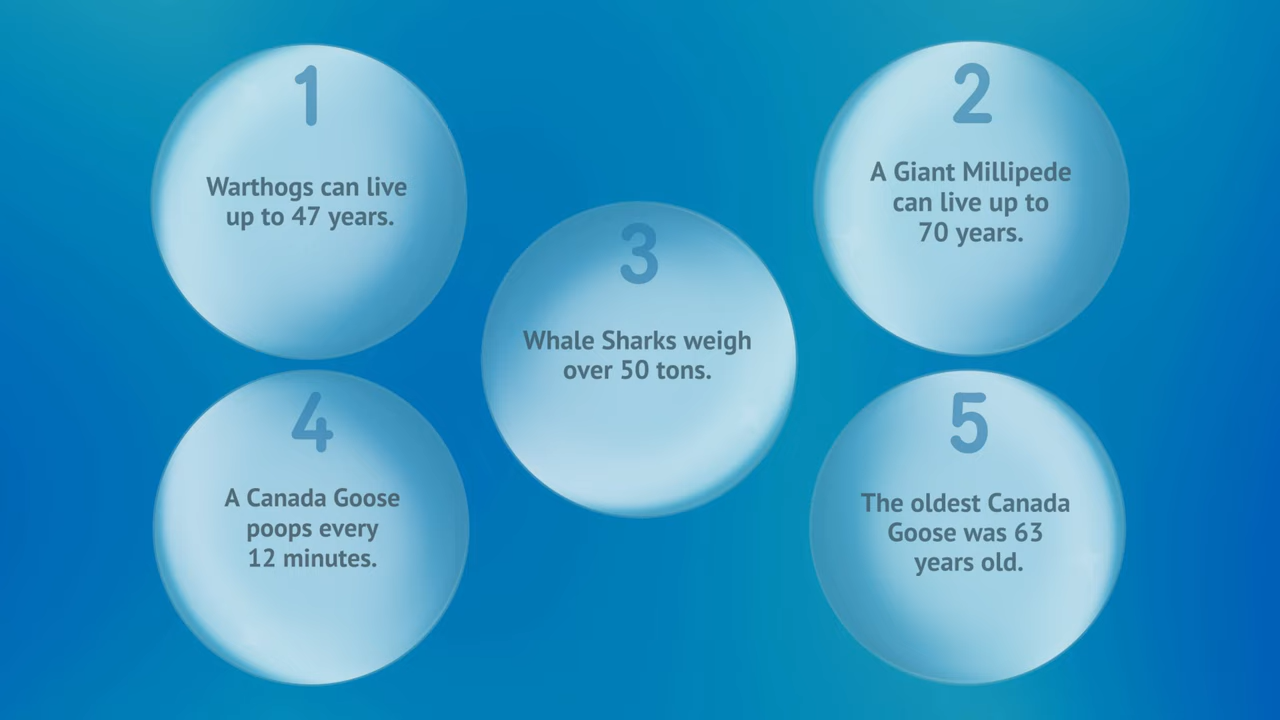 1
Warthogs can live
up to 47 years.
2
A Giant Millipede
can live up to
70 years.
3
Whale Sharks weigh
over 50 tons.
4
A Canada Goose
poops every
12 minutes.
5
The oldest Canada
Goose was 63
years old.